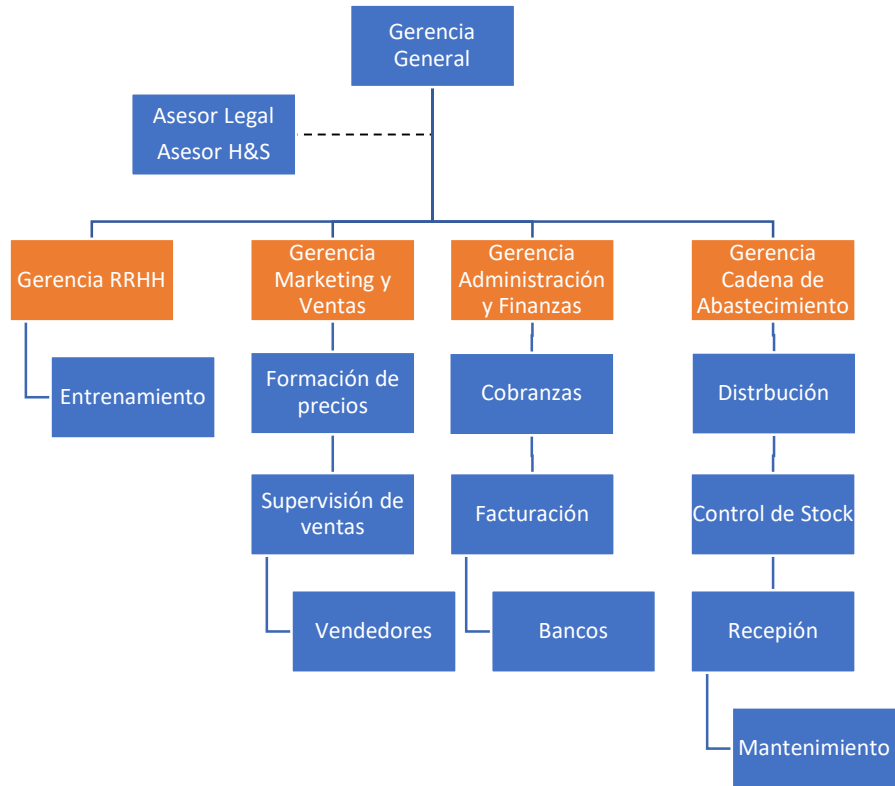 Gerencia
General
Asesor Legal
Asesor H&S
Gerencia RRHH
Gerencia
Marketing y
Ventas
Gerencia
Administración
y Finanzas
Gerencia
Cadena de
Abastecimiento
Entrenamiento
Formación de
precios
Cobranzas
Distrbución
Supervisión de
ventas
Facturación
Control de Stock
Vendedores
Bancos
Recepión
Mantenimiento